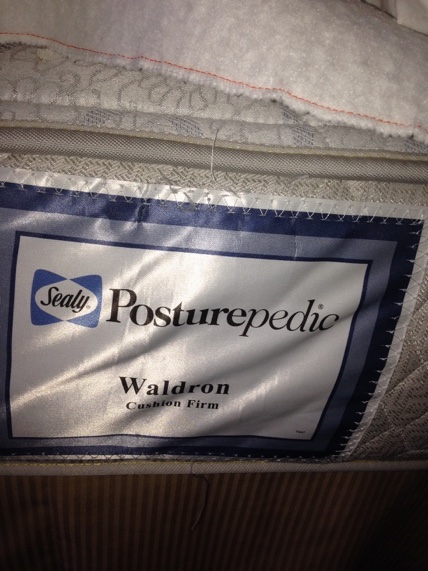 Sealy® Posturepedic®
Waldron
Cushion Firm